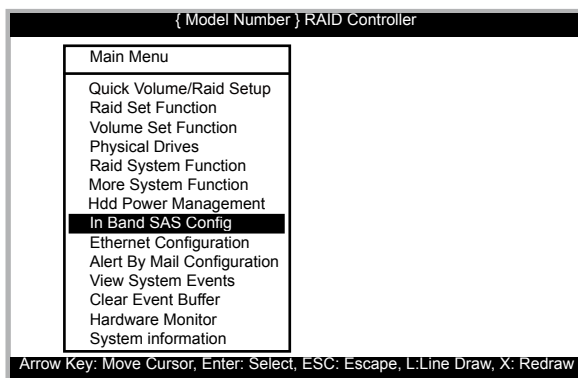 { Model Number } RAID Controller
Main Menu
Quick Volume/Raid Setup
Raid Set Function
Volume Set Function
Physical Drives
Raid System Function
More System Function
Hdd Power Management
In Band SAS Config
Ethernet Configuration
Alert By Mail Configuration
View System Events
Clear Event Buffer
Hardware Monitor
System information
Arrow Key: Move Cursor, Enter: Select, ESC: Escape, L:Line Draw, X: Redraw